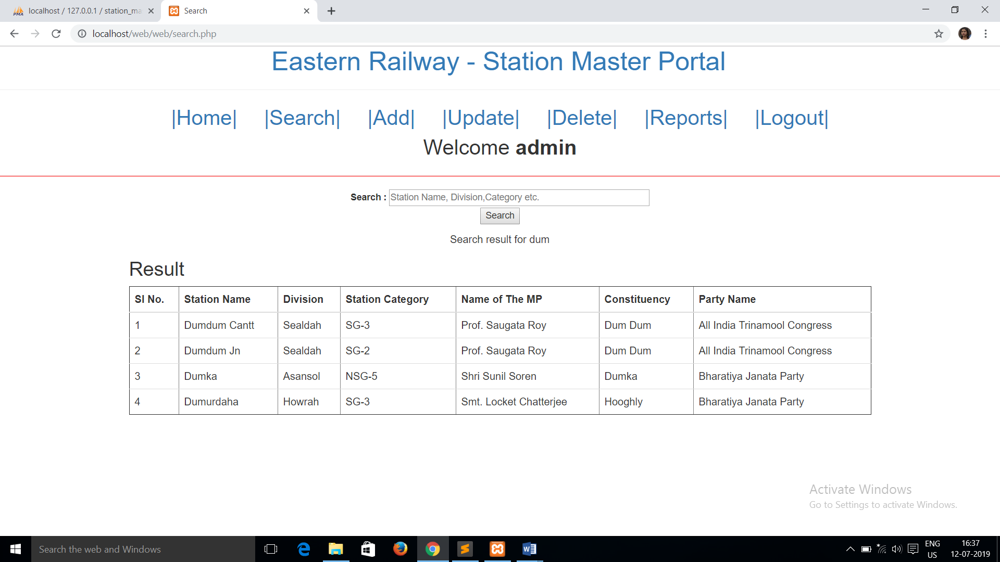 localhost / 127.0.0.1 / station_ma
Search
localhost/web/web/search.php
Eastern Railway - Station Master Portal
|Home| |Search| |Add| |Update| |Delete| |Reports| |Logout|
Welcome admin
Search : Station Name, Division,Category etc.
Search
Search result for dum
Result
Sl No. Station Name Division Station Category Name of The MP Constituency Party Name
1 Dumdum Cantt Sealdah SG-3 Prof. Saugata Roy Dum Dum All India Trinamool Congress
2 Dumdum Jn Sealdah SG-2 Prof. Saugata Roy Dum Dum All India Trinamool Congress
3 Dumka Asansol NSG-5 Shri Sunil Soren Dumka Bharatiya Janata Party
4 Dumurdaha Howrah SG-3 Smt. Locket Chatterjee Hooghly Bharatiya Janata Party
Activate Windows
Go to Settings to activate Windows.
Search the web and Windows
ENG
US
16:37
12-07-2019